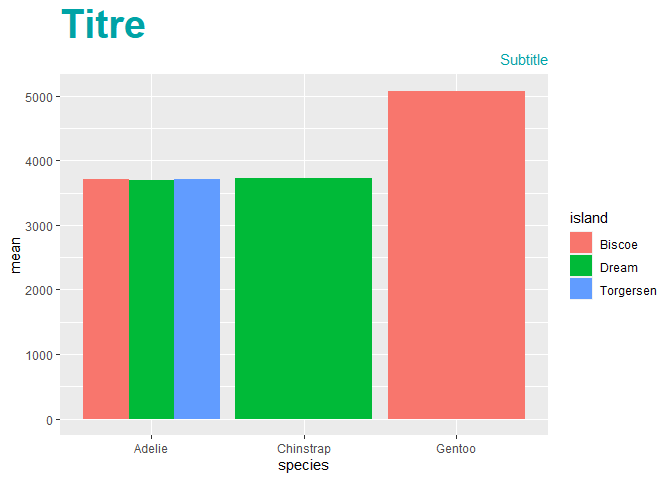 Titre
Subtitle
5000
4000
3000
2000
1000
0
mean
Adelie Chinstrap Gentoo
species
island
Biscoe
Dream
Torgersen